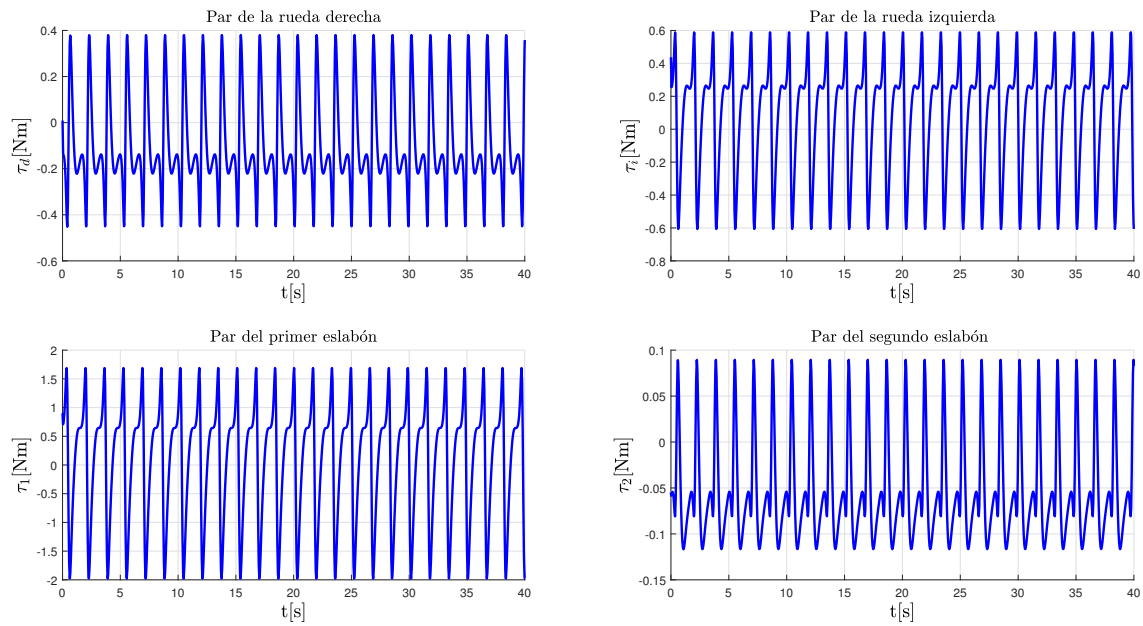 Par de la rueda derecha
0.4
0.2
0
-0.2
-0.4
-0.6
τd[Nm]
0 5 10 15 20 25 30 35 40
t[s]
Par de la rueda izquierda
0.6
0.4
0.2
0
-0.2
-0.4
-0.6
-0.8
τi[Nm]
0 5 10 15 20 25 30 35 40
t[s]
Par del primer eslabón
2
1.5
1
0.5
0
-0.5
-1
-1.5
-2
τ1[Nm]
0 5 10 15 20 25 30 35 40
t[s]
Par del segundo eslabón
0.1
0.05
0
-0.05
-0.1
-0.15
τ2[Nm]
0 5 10 15 20 25 30 35 40
t[s]